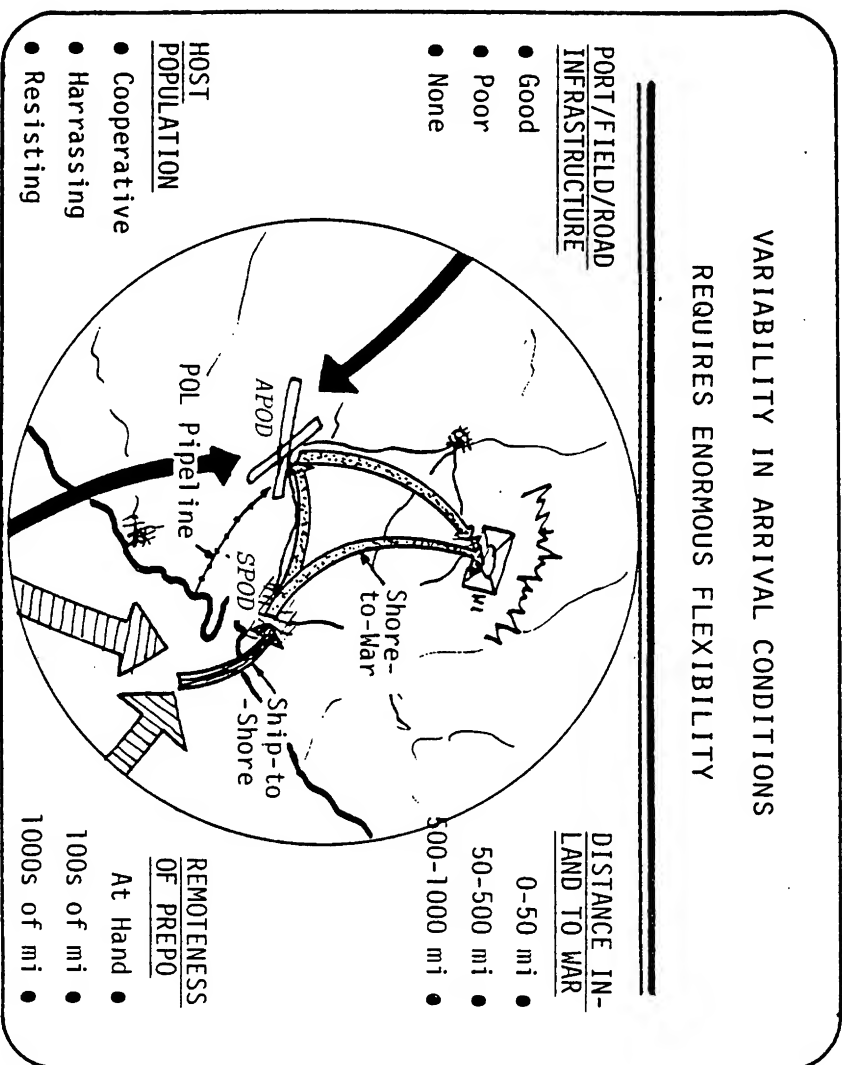 VARIABILITY IN ARRIVAL CONDITIONS
REQUIRES ENORMOUS FLEXIBILITY
PORT/FIELD/ROAD
INFRASTRUCTURE
● Good
● Poor
● None
HOST
POPULATION
● Cooperative
● Harrassing
● Resisting
DISTANCE IN-
LAND TO WAR
0-50 mi ●
50-500 mi ●
500-1000 mi ●
REMOTENESS
OF PREPO
At Hand ●
100s of mi ●
1000s of mi ●
Shore-
to-War
APOD
SPOD
POL Pipeline
Ship-to
-Shore